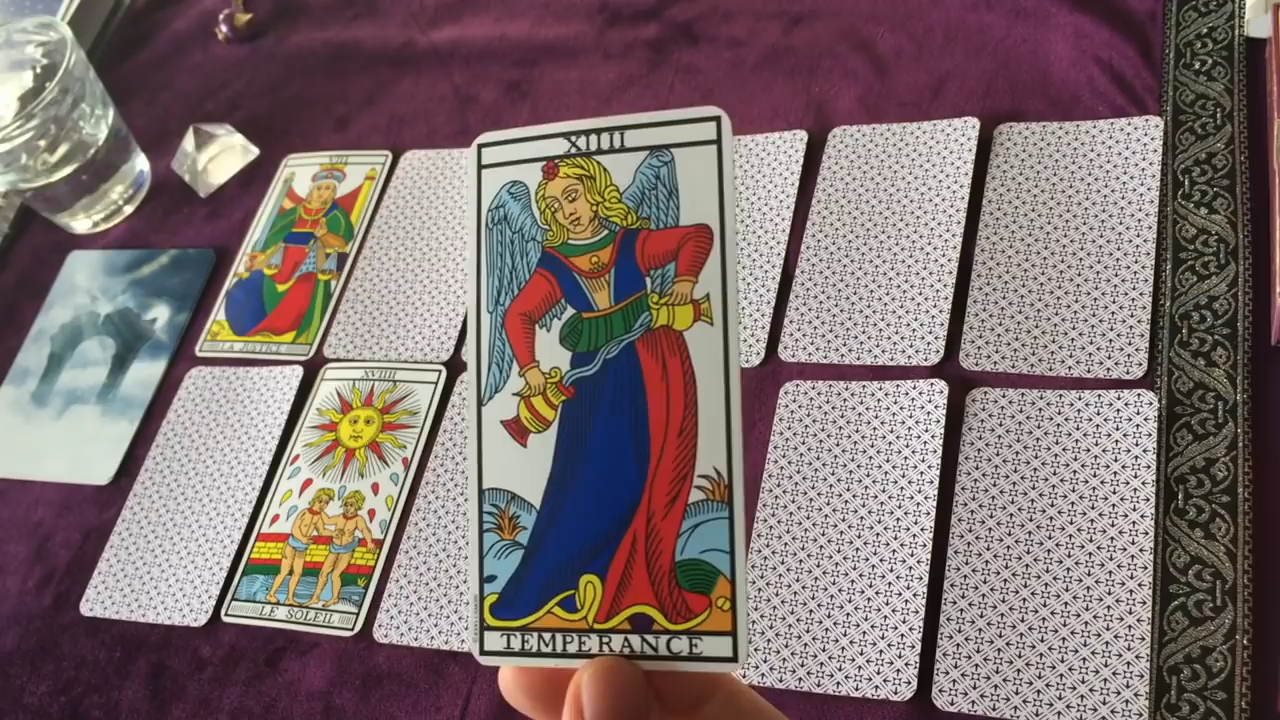 XIIII
TEMPERANCE
VIII
LA JUSTICE
XVIIII
LE SOLEIL